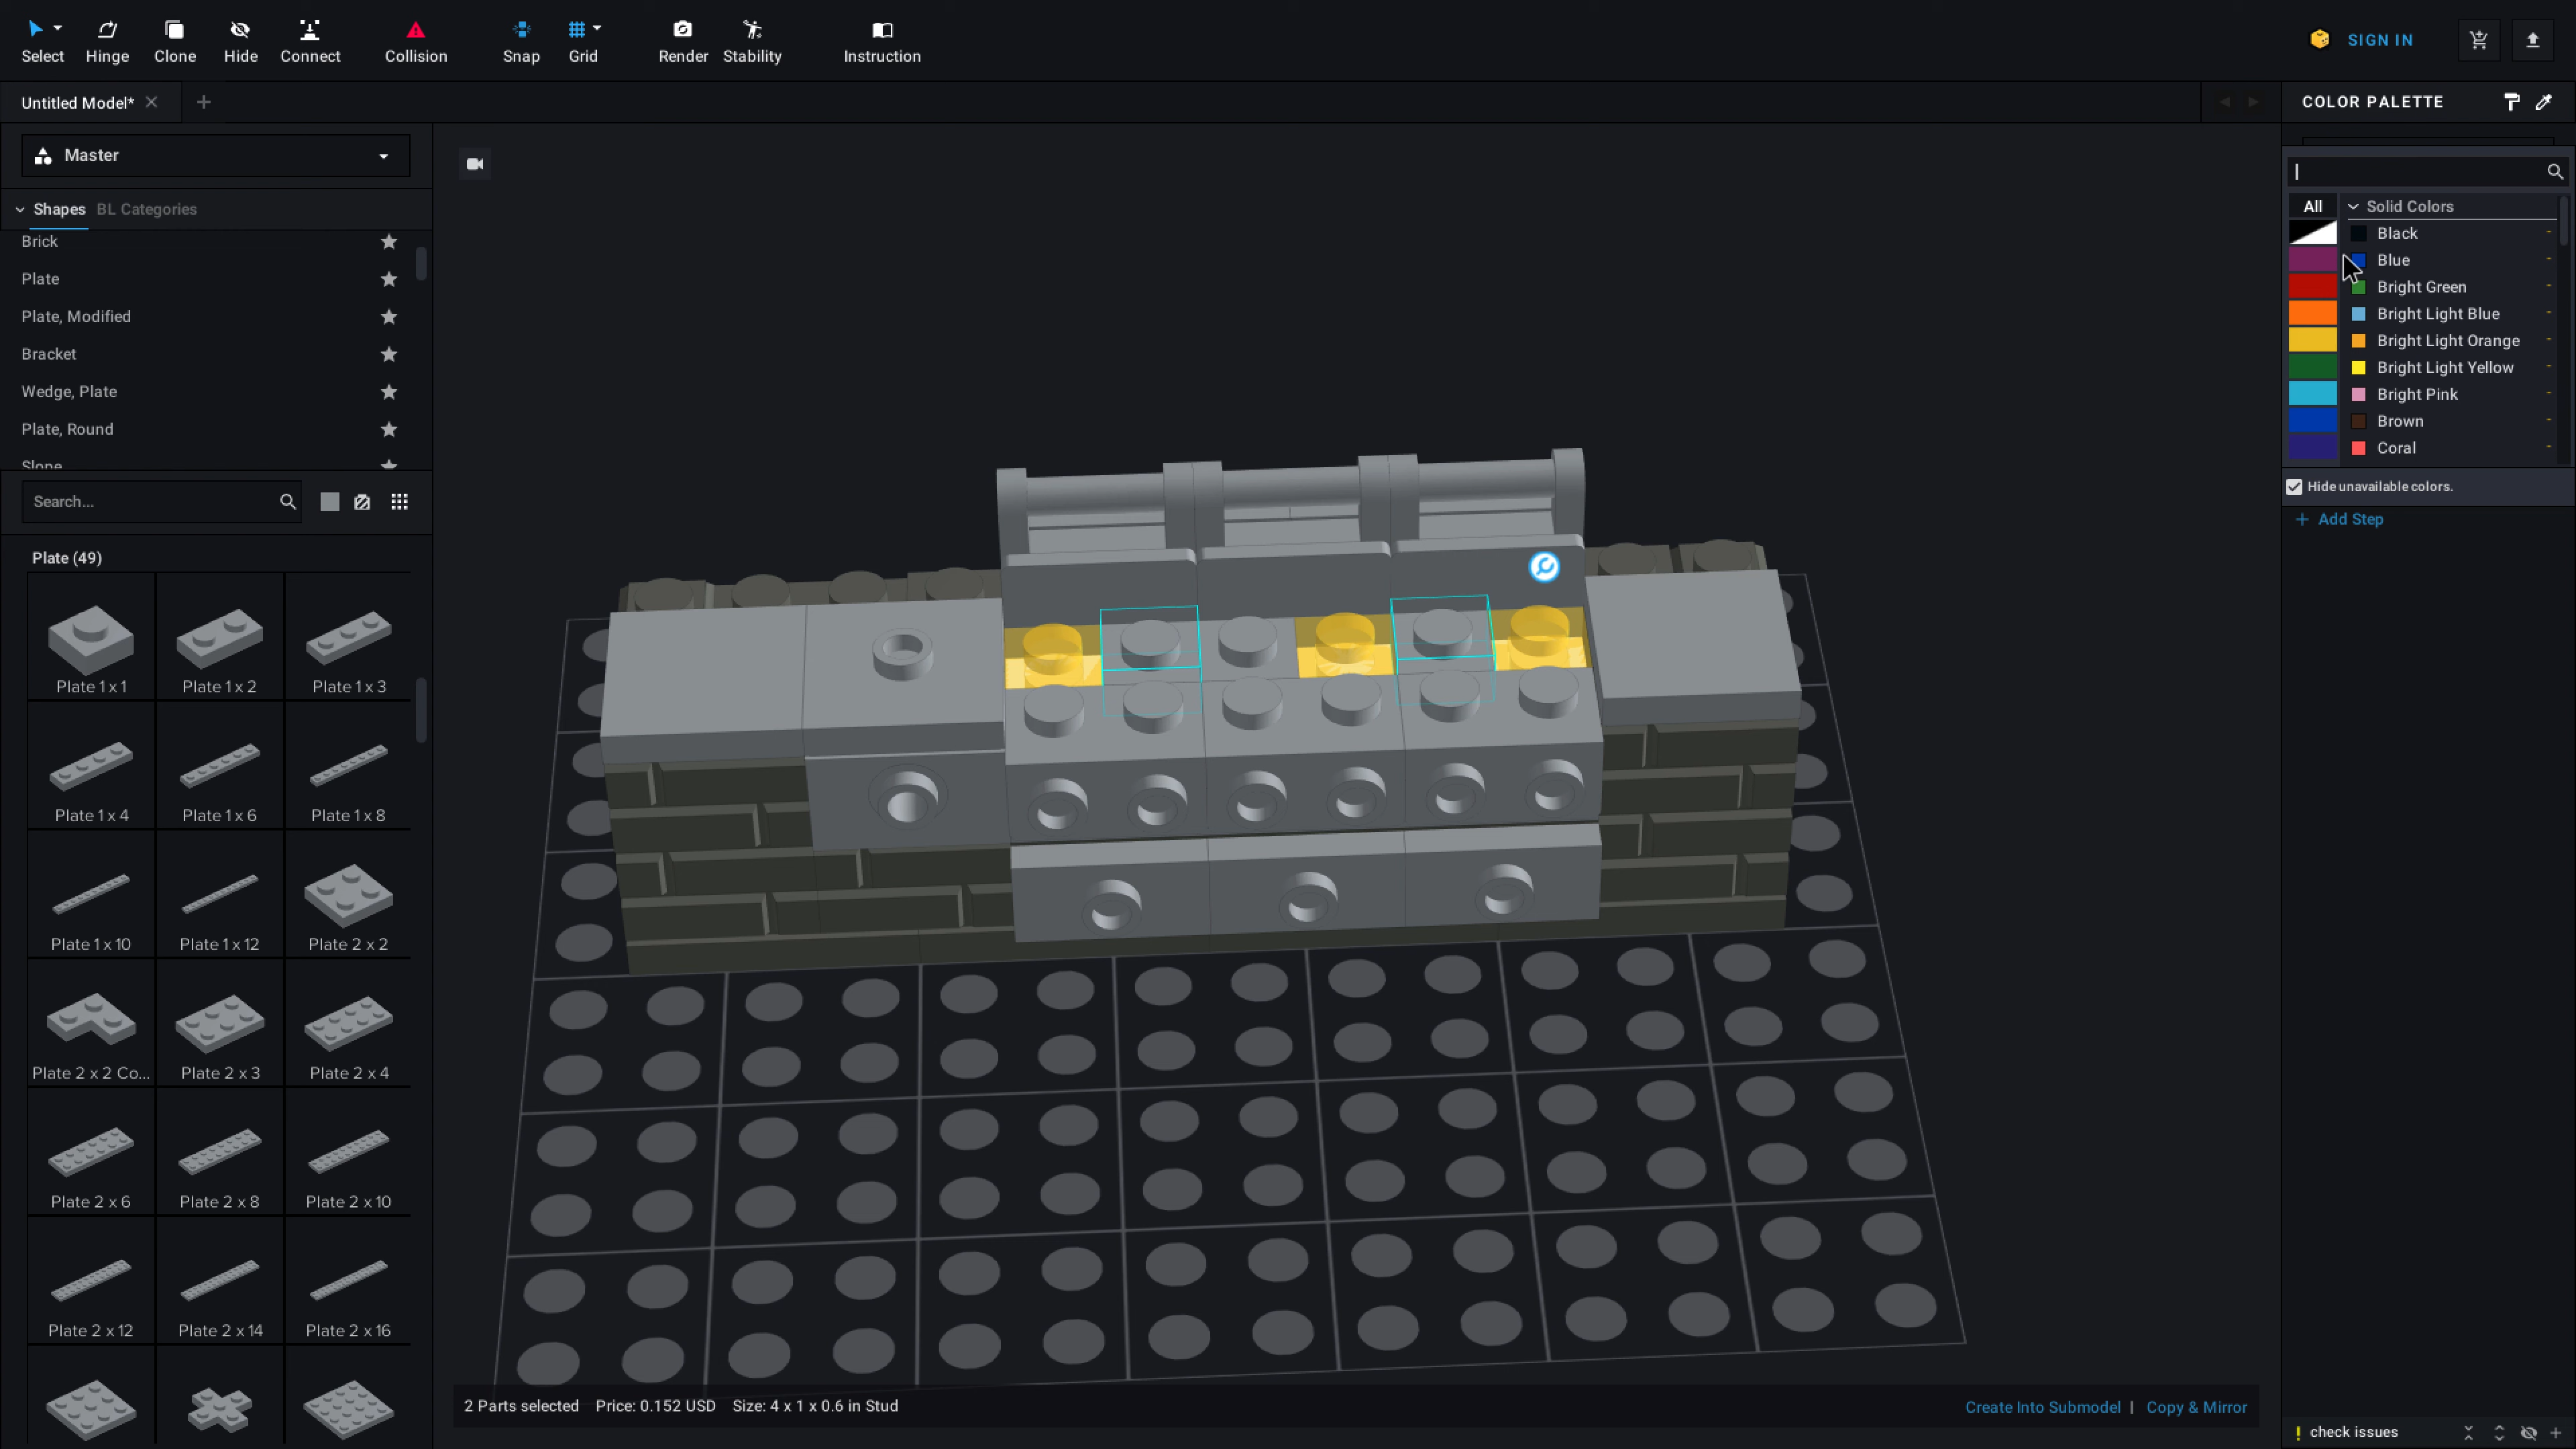 Select
Hinge
Clone
Hide
Connect
Collision
Snap
Grid
Render
Stability
Instruction
SIGN IN
Untitled Model*
COLOR PALETTE
Master
Shapes BL Categories
Brick
Plate
Plate, Modified
Bracket
Wedge, Plate
Plate, Round
Slope
Search...
Plate (49)
Plate 1 x 1
Plate 1 x 2
Plate 1 x 3
Plate 1 x 4
Plate 1 x 6
Plate 1 x 8
Plate 1 x 10
Plate 1 x 12
Plate 2 x 2
Plate 2 x 2 Co...
Plate 2 x 3
Plate 2 x 4
Plate 2 x 6
Plate 2 x 8
Plate 2 x 10
Plate 2 x 12
Plate 2 x 14
Plate 2 x 16
All
Solid Colors
Black
Blue
Bright Green
Bright Light Blue
Bright Light Orange
Bright Light Yellow
Bright Pink
Brown
Coral
Hide unavailable colors.
+ Add Step
2 Parts selected Price: 0.152 USD Size: 4 x 1 x 0.6 in Stud
Create Into Submodel | Copy & Mirror
! check issues